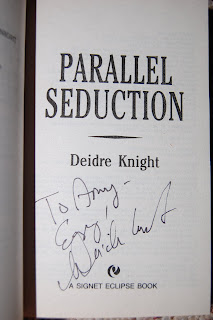 PARALLEL
SEDUCTION
Deidre Knight
To Amy-
Enjoy!
A SIGNET ECLIPSE BOOK